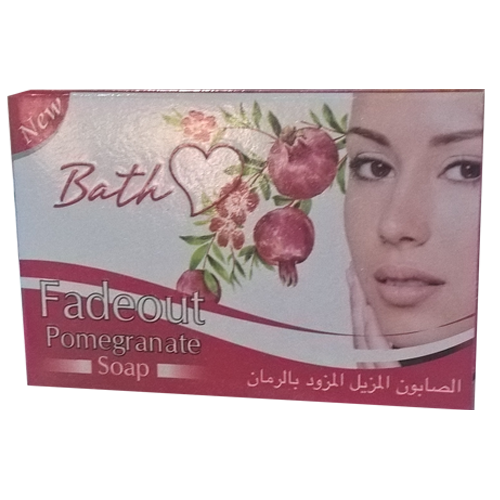 New
Bath
Fadeout
Pomegranate
Soap
الصابون المزيل المزود بالرمان